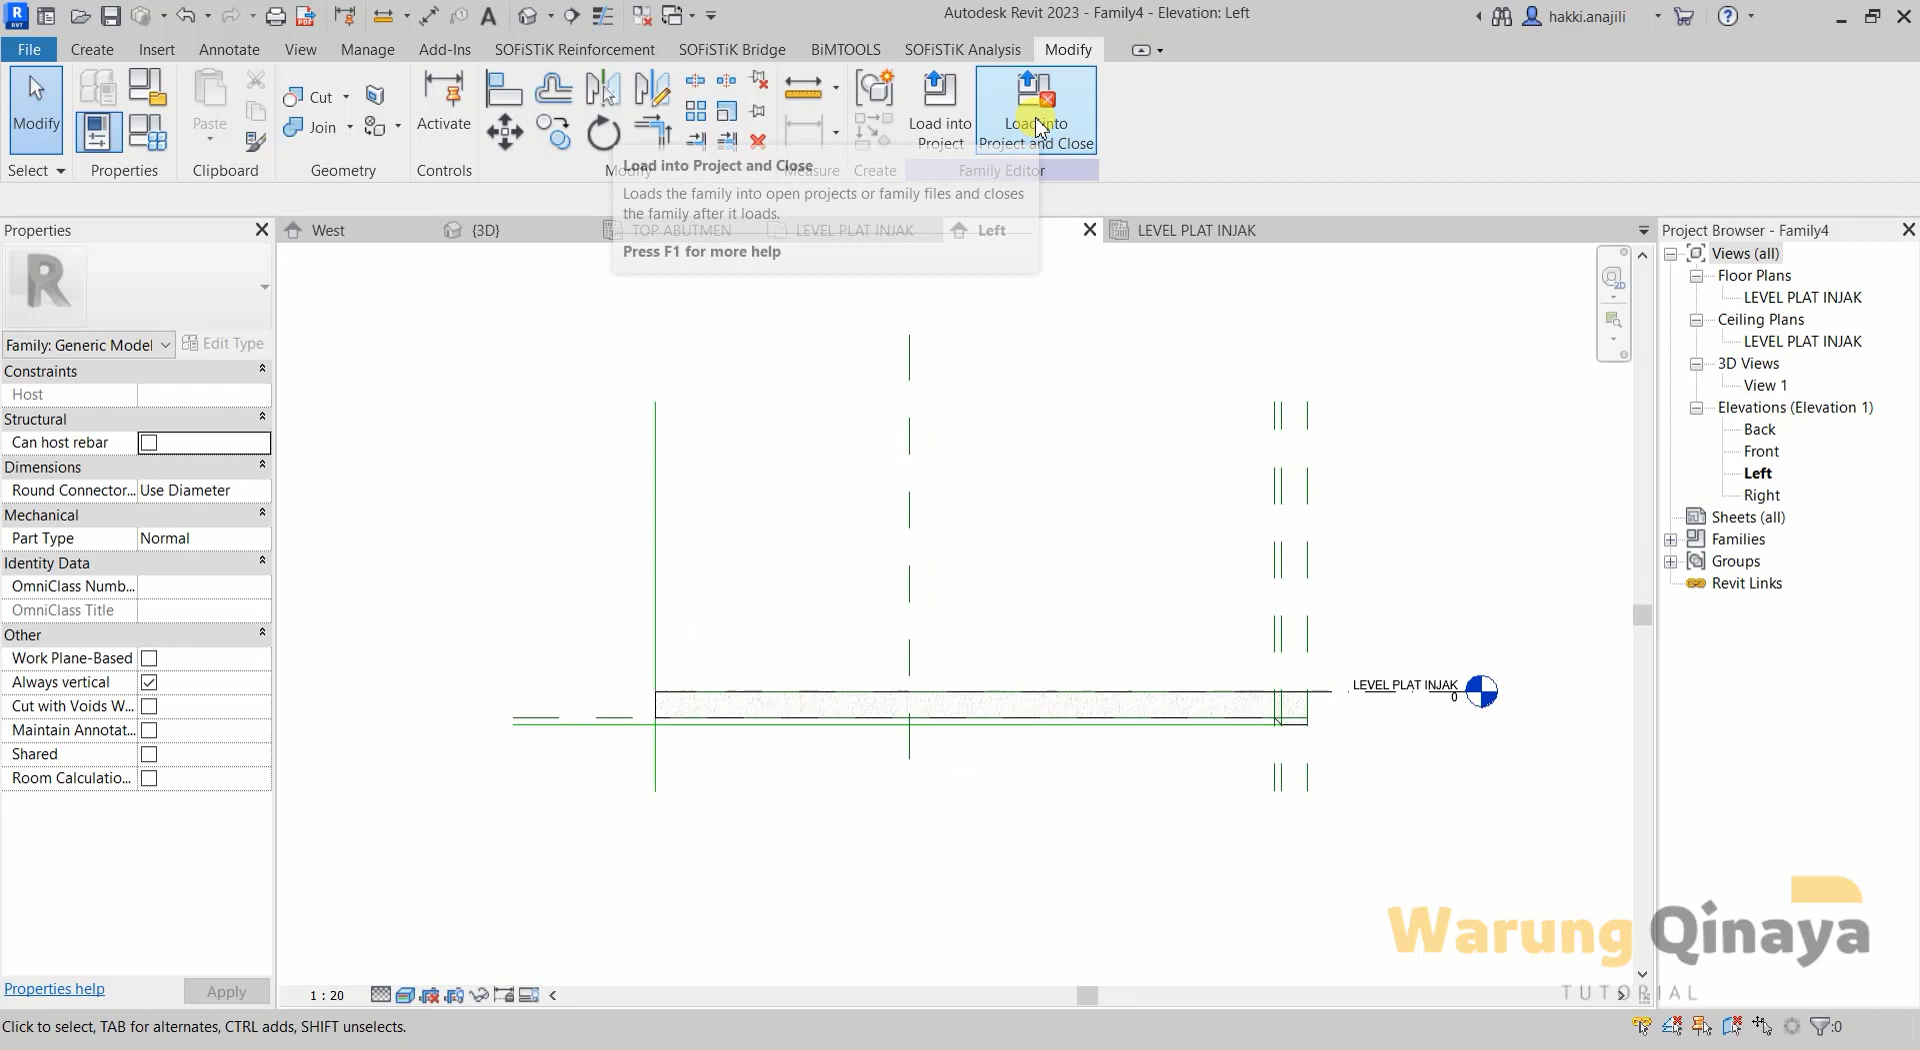 Autodesk Revit 2023 - Family4 - Elevation: Left
hakki.anajili
File
Create
Insert
Annotate
View
Manage
Add-Ins
SOFiSTiK Reinforcement
SOFiSTiK Bridge
BiMTOOLS
SOFiSTiK Analysis
Modify
Modify
Paste
Cut
Join
Activate
Load into
Project
Load into
Project and Close
Select
Properties
Clipboard
Geometry
Controls
Modify
Measure
Create
Family Editor
Load into Project and Close
Loads the family into open projects or family files and closes
the family after it loads.
Press F1 for more help
Properties
West
{3D}
TOP ABUTMEN
LEVEL PLAT INJAK
Left
LEVEL PLAT INJAK
Project Browser - Family4
R
Family: Generic Model
Edit Type
Constraints
Host
Structural
Can host rebar
Dimensions
Round Connector...
Use Diameter
Mechanical
Part Type
Normal
Identity Data
OmniClass Numb...
OmniClass Title
Other
Work Plane-Based
Always vertical
Cut with Voids W...
Maintain Annotat...
Shared
Room Calculatio...
Properties help
Apply
2D
LEVEL PLAT INJAK
0
Views (all)
Floor Plans
LEVEL PLAT INJAK
Ceiling Plans
LEVEL PLAT INJAK
3D Views
View 1
Elevations (Elevation 1)
Back
Front
Left
Right
Sheets (all)
Families
Groups
Revit Links
Warung Qinaya
TUTORIAL
1 : 20
Click to select, TAB for alternates, CTRL adds, SHIFT unselects.
:0